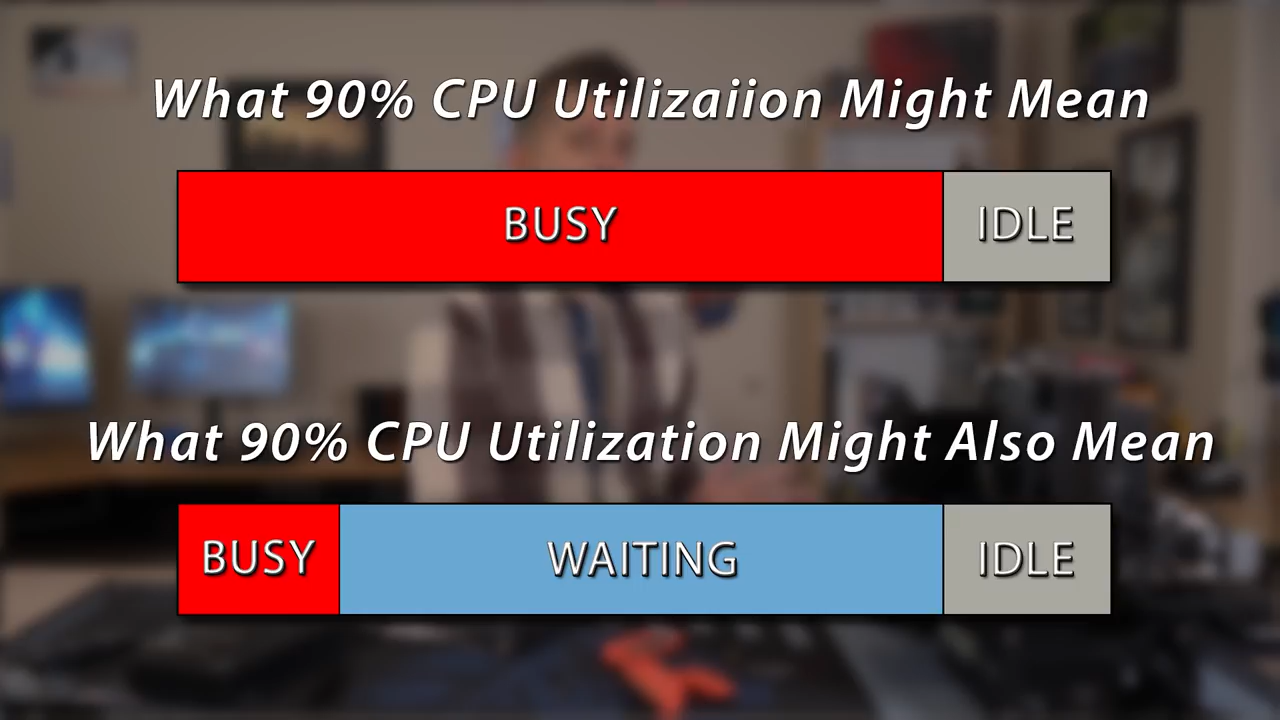 What 90% CPU Utilizaiion Might Mean
BUSY IDLE
What 90% CPU Utilization Might Also Mean
BUSY WAITING IDLE